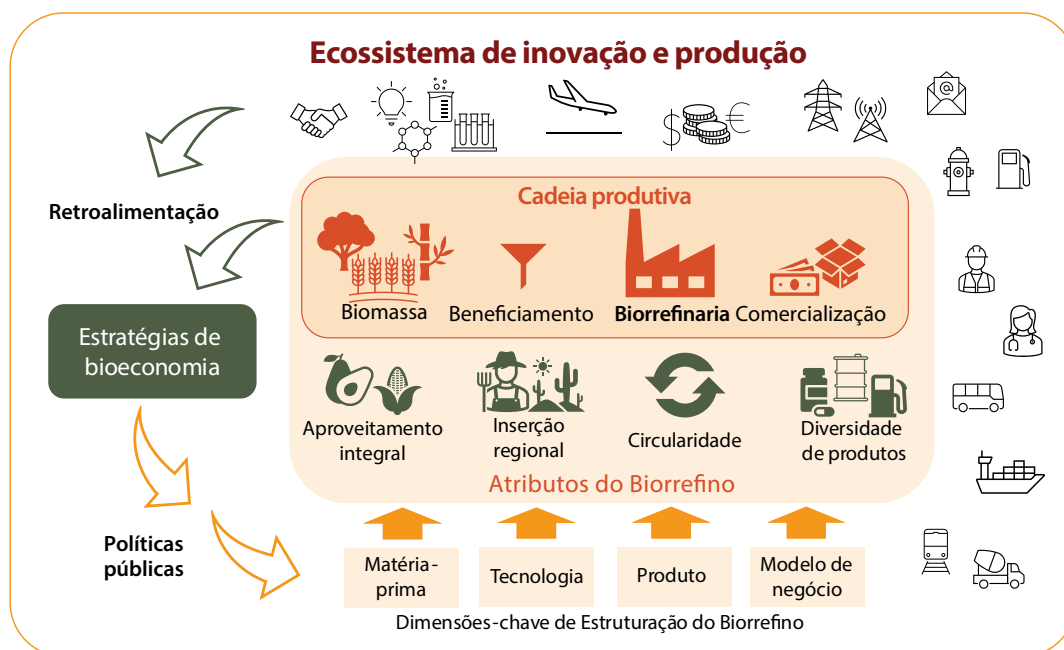 Ecossistema de inovação e produção
@
$ €
Retroalimentação
Cadeia produtiva
Biomassa
Beneficiamento
Biorrefinaria
Comercialização
Estratégias de
bioeconomia
Aproveitamento
integral
Inserção
regional
Circularidade
Diversidade
de produtos
Atributos do Biorrefino
Políticas
públicas
Matéria-
prima
Tecnologia
Produto
Modelo de
negócio
Dimensões-chave de Estruturação do Biorrefino